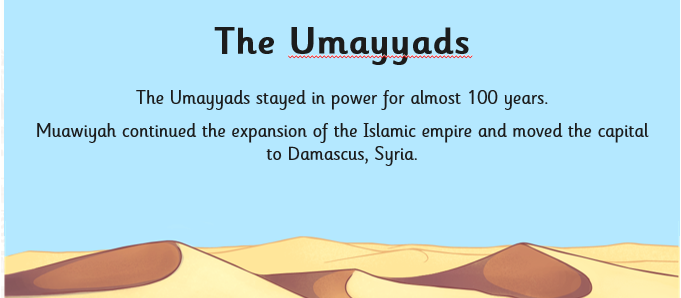 The Umayyads
The Umayyads stayed in power for almost 100 years.
Muawiyah continued the expansion of the Islamic empire and moved the capital
to Damascus, Syria.